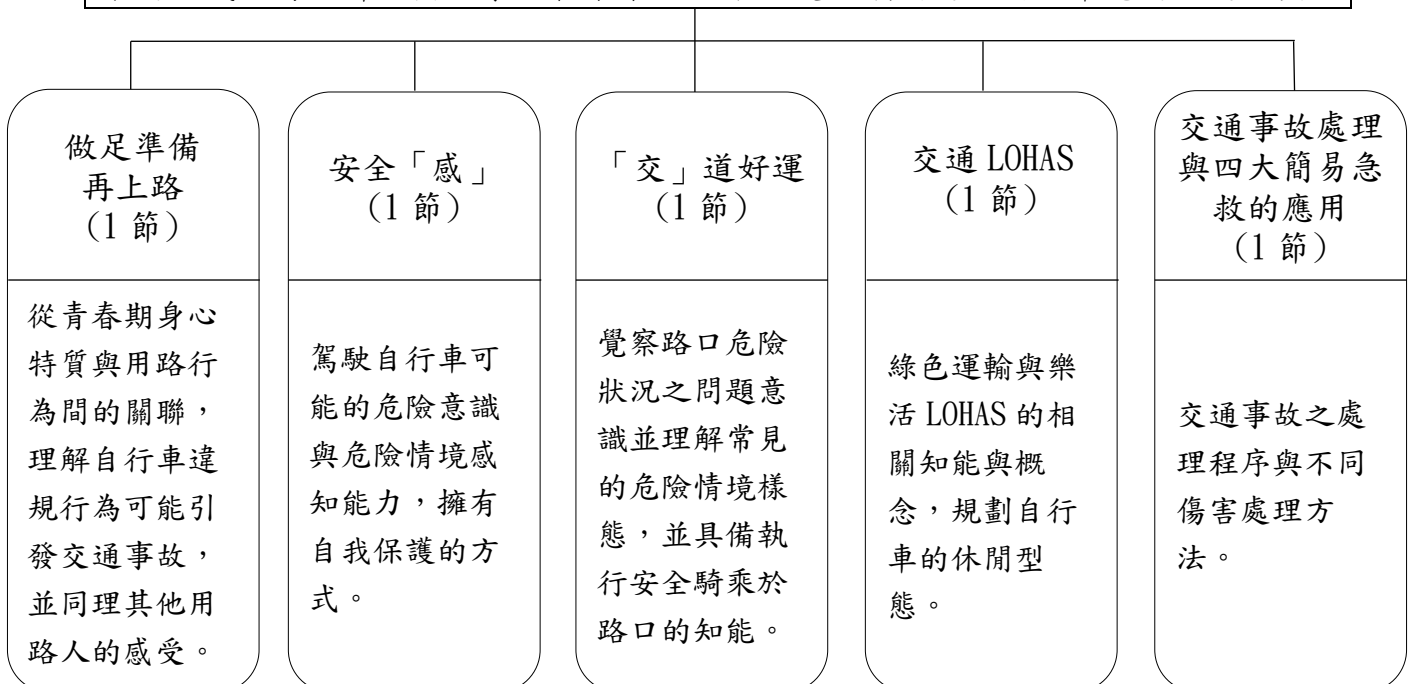 做足準備
再上路
(1 節)
從青春期身心
特質與用路行
為間的關聯，
理解自行車違
規行為可能引
發交通事故，
並同理其他用
路人的感受。
安全「感」
(1 節)
駕駛自行車可
能的危險意識
與危險情境感
知能力，擁有
自我保護的方
式。
「交」道好運
(1 節)
覺察路口危險
狀況之問題意
識並理解常見
的危險情境樣
態，並具備執
行安全騎乘於
路口的知能。
交通 LOHAS
(1 節)
綠色運輸與樂
活 LOHAS 的相
關知能與概
念，規劃自行
車的休閒型
態。
交通事故處理
與四大簡易急
救的應用
(1 節)
交通事故之處
理程序與不同
傷害處理方
法。